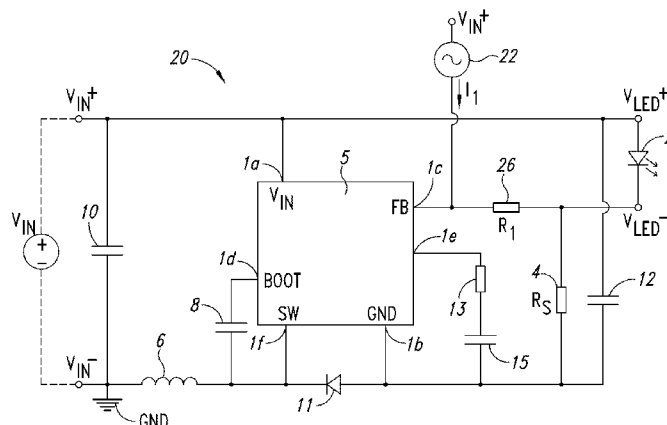 V_IN+
20
22
I_1
V_IN+
V_LED+
1a
5
1c
26
V_IN
FB
R_1
V_LED-
V_IN
10
1e
1d
BOOT
4
12
8
13
R_S
SW
GND
6
1f
1b
15
V_IN-
11
GND